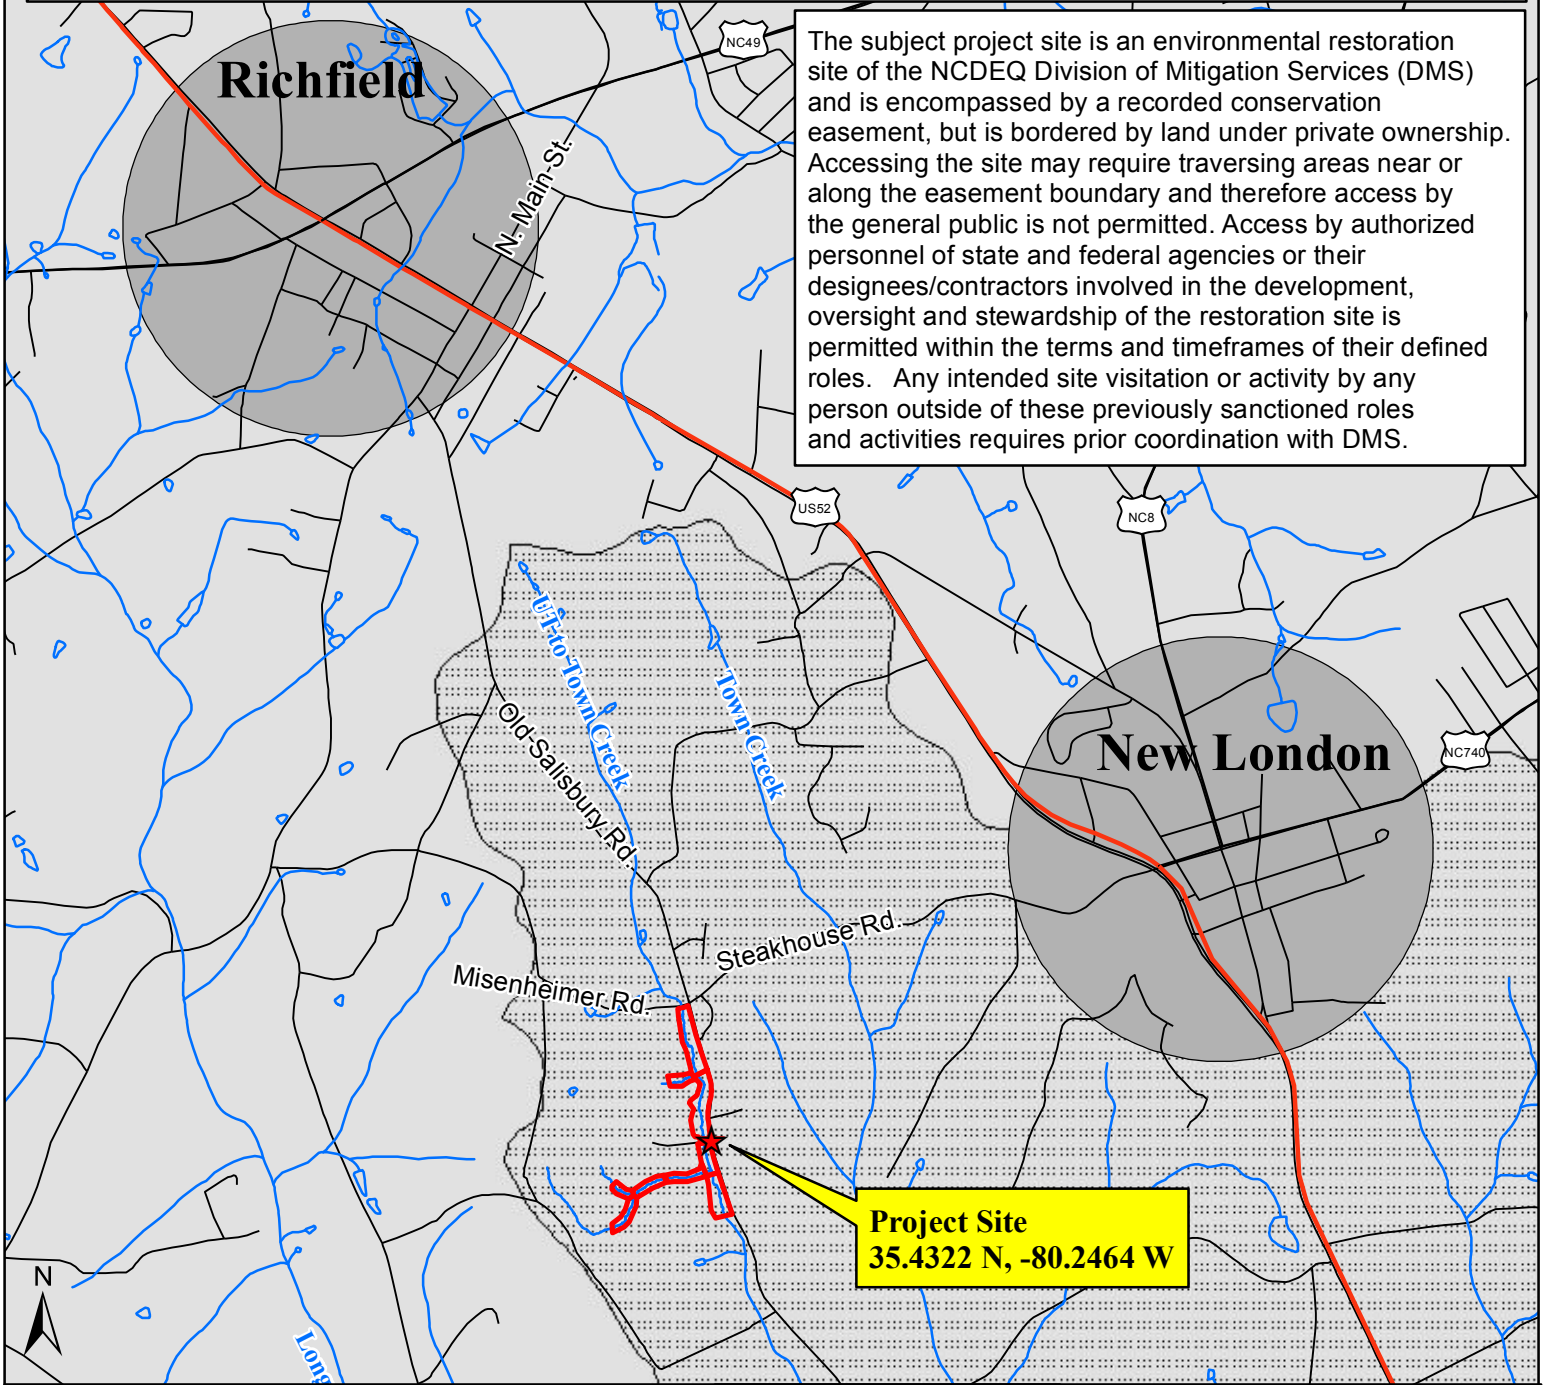 Richfield
NC49
The subject project site is an environmental restoration
site of the NCDEQ Division of Mitigation Services (DMS)
and is encompassed by a recorded conservation
easement, but is bordered by land under private ownership.
Accessing the site may require traversing areas near or
along the easement boundary and therefore access by
the general public is not permitted. Access by authorized
personnel of state and federal agencies or their
designees/contractors involved in the development,
oversight and stewardship of the restoration site is
permitted within the terms and timeframes of their defined
roles.   Any intended site visitation or activity by any
person outside of these previously sanctioned roles
and activities requires prior coordination with DMS.
N. Main St.
US52
NC8
UT to Town Creek
Town Creek
Old Salisbury Rd.
New London
NC740
Steakhouse Rd.
Misenheimer Rd.
Project Site
35.4322 N, -80.2464 W
N
Long